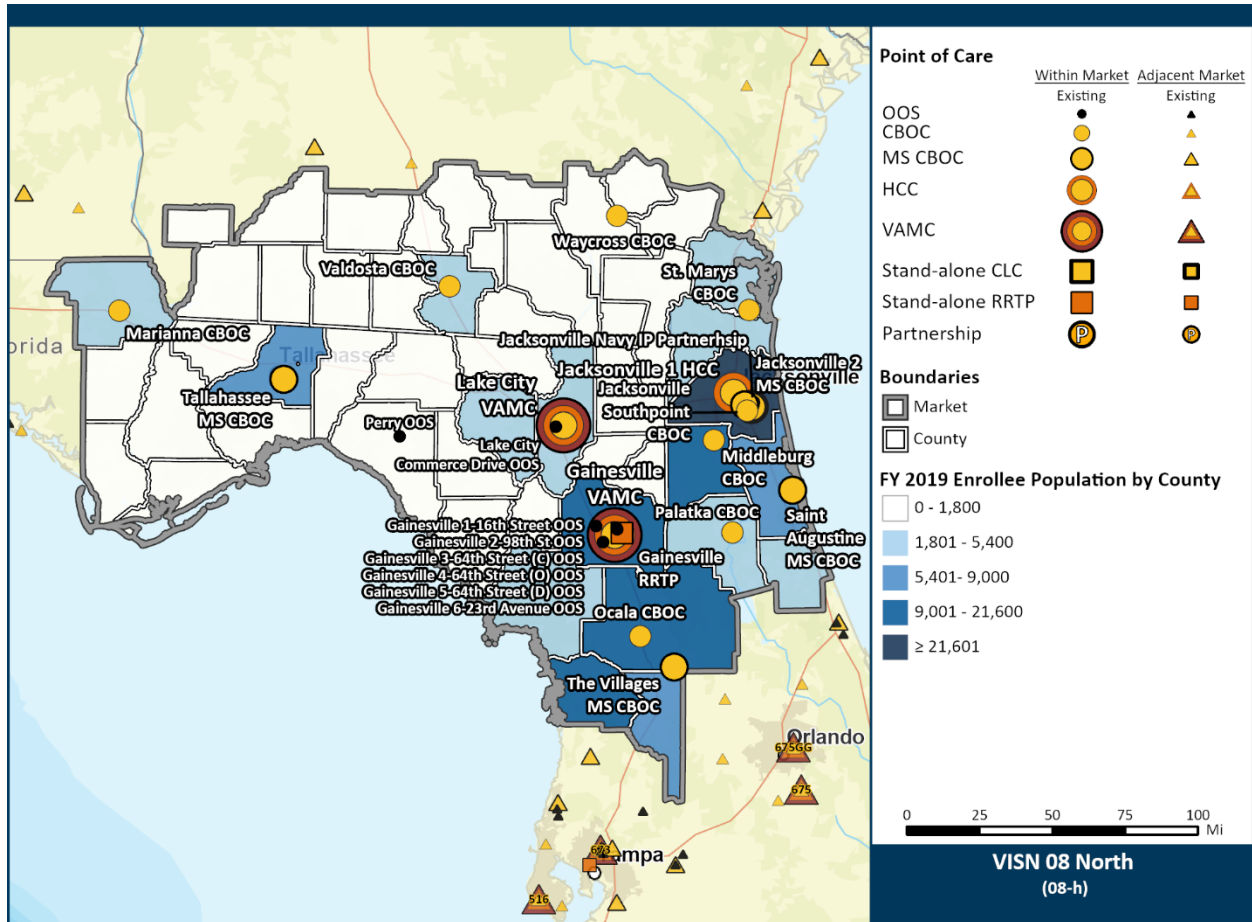 Waycross CBOC
Valdosta CBOC
St. Marys
CBOC
Marianna CBOC
orida
Jacksonville Navy IP Partnerhsip
Tallahassee
Jacksonville 1 HCC
Jacksonville 2
MS CBOC
Lake City
VAMC
Jacksonville
Southpoint
CBOC
Tallahassee
MS CBOC
Perry OOS
Lake City
Commerce Drive OOS
Middleburg
CBOC
Gainesville
VAMC
Palatka CBOC
Saint
Augustine
MS CBOC
Gainesville 1-16th Street OOS
Gainesville 2-98th St OOS
Gainesville 3-64th Street (C) OOS
Gainesville 4-64th Street (O) OOS
Gainesville 5-64th Street (D) OOS
Gainesville 6-23rd Avenue OOS
Gainesville
RRTP
Ocala CBOC
The Villages
MS CBOC
Orlando
675GG
675
673
mpa
516
Point of Care
Within Market
Adjacent Market
Existing
Existing
OOS
CBOC
MS CBOC
HCC
VAMC
Stand-alone CLC
Stand-alone RRTP
Partnership
P
P
Boundaries
Market
County
FY 2019 Enrollee Population by County
0 - 1,800
1,801 - 5,400
5,401- 9,000
9,001 - 21,600
≥ 21,601
0 25 50 75 100
Mi
VISN 08 North
(08-h)